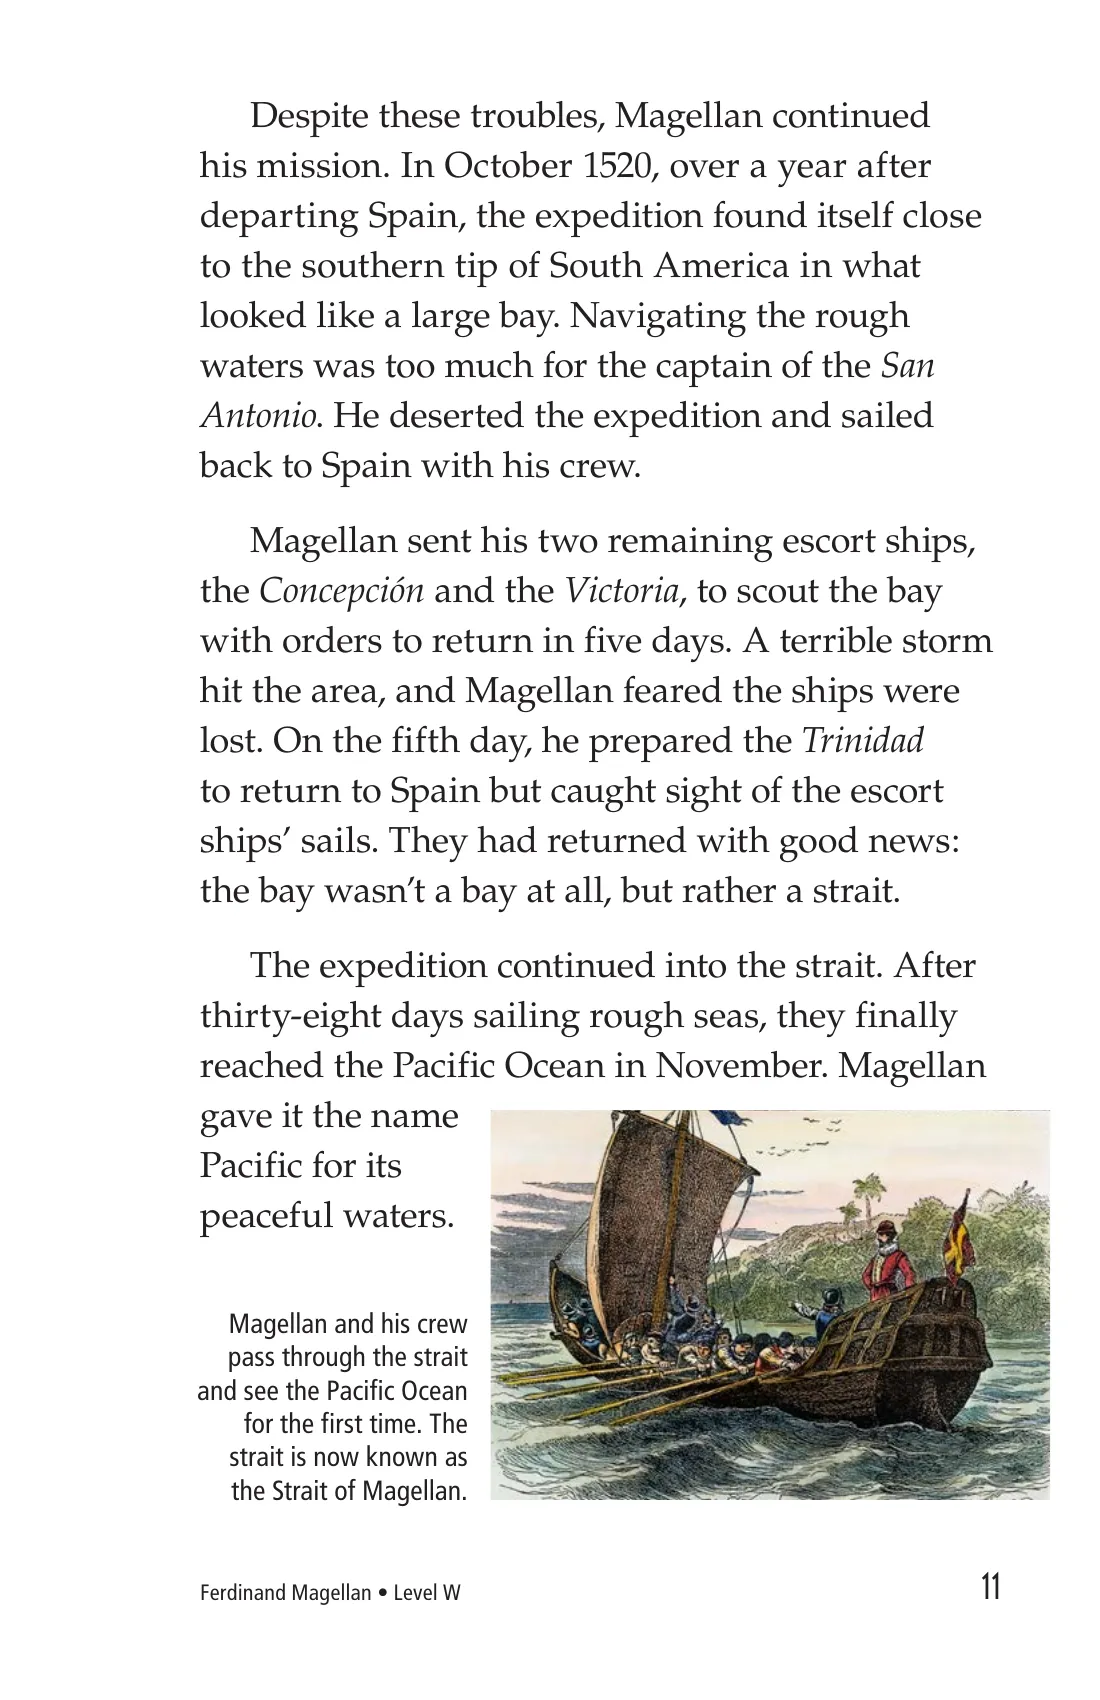 Despite these troubles, Magellan continued
his mission. In October 1520, over a year after
departing Spain, the expedition found itself close
to the southern tip of South America in what
looked like a large bay. Navigating the rough
waters was too much for the captain of the San
Antonio. He deserted the expedition and sailed
back to Spain with his crew.
Magellan sent his two remaining escort ships,
the Concepción and the Victoria, to scout the bay
with orders to return in five days. A terrible storm
hit the area, and Magellan feared the ships were
lost. On the fifth day, he prepared the Trinidad
to return to Spain but caught sight of the escort
ships’ sails. They had returned with good news:
the bay wasn’t a bay at all, but rather a strait.
The expedition continued into the strait. After
thirty-eight days sailing rough seas, they finally
reached the Pacific Ocean in November. Magellan
gave it the name
Pacific for its
peaceful waters.
Magellan and his crew
pass through the strait
and see the Pacific Ocean
for the first time. The
strait is now known as
the Strait of Magellan.
Ferdinand Magellan • Level W
11